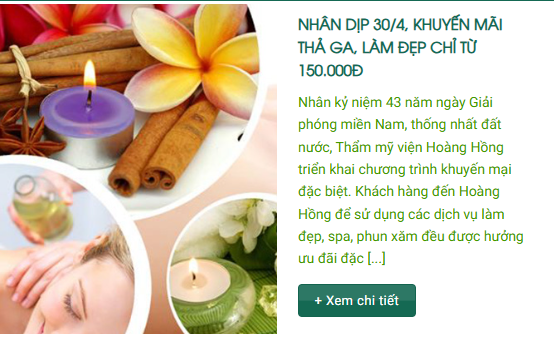 NHÂN DỊP 30/4, KHUYẾN MÃI
THẢ GA, LÀM ĐẸP CHỈ TỪ
150.000Đ
Nhân kỷ niệm 43 năm ngày Giải
phóng miền Nam, thống nhất đất
nước, Thẩm mỹ viện Hoàng Hồng
triển khai chương trình khuyến mại
đặc biệt. Khách hàng đến Hoàng
Hồng để sử dụng các dịch vụ làm
đẹp, spa, phun xăm đều được hưởng
ưu đãi đặc [...]
+ Xem chi tiết